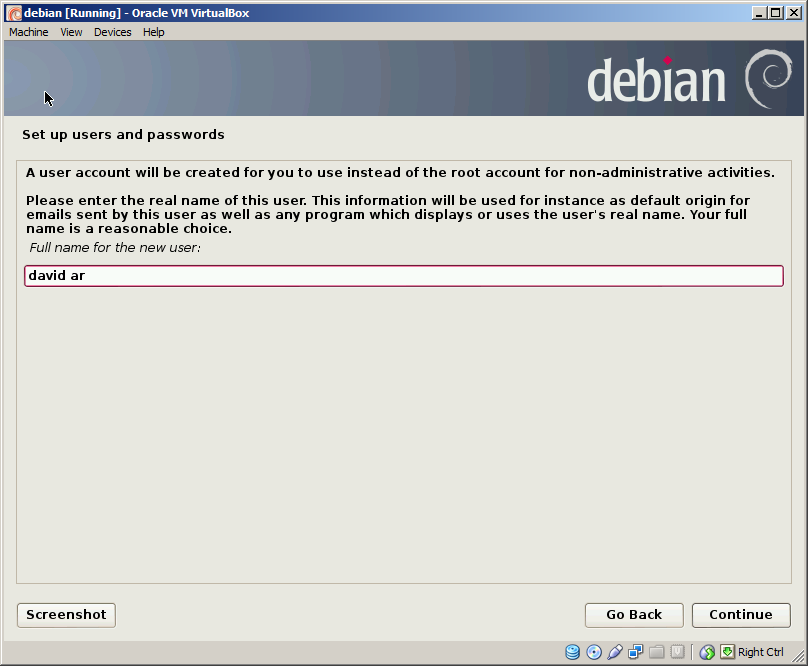 debian [Running] - Oracle VM VirtualBox
Machine View Devices Help
debian
Set up users and passwords
A user account will be created for you to use instead of the root account for non-administrative activities.
Please enter the real name of this user. This information will be used for instance as default origin for
emails sent by this user as well as any program which displays or uses the user's real name. Your full
name is a reasonable choice.
Full name for the new user:
david ar
Screenshot Go Back Continue
Right Ctrl